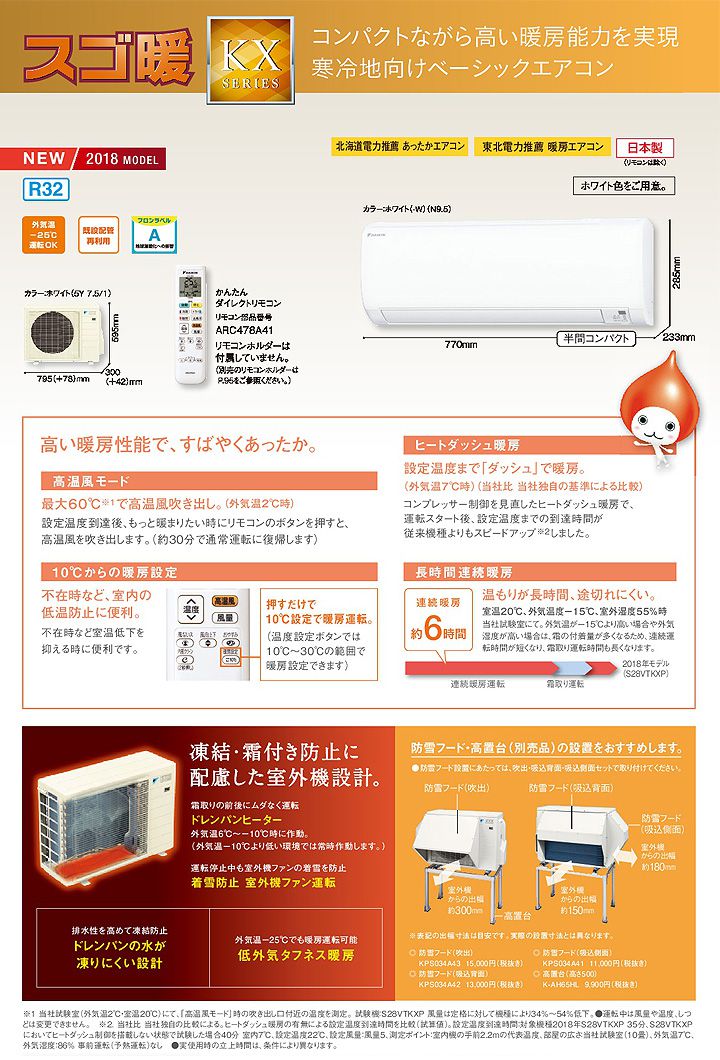 スゴ暖
KX
SERIES
コンパクトながら高い暖房能力を実現
寒冷地向けベーシックエアコン
NEW / 2018 MODEL
北海道電力推薦 あったかエアコン
東北電力推薦 暖房エアコン
日本製
(リモコンは除く)
R32
ホワイト色をご用意。
外気温
−25℃
運転OK
既設配管
再利用
フロンラベル
A
地球温暖化への影響
カラー:ホワイト(-W)(N9.5)
DAIKIN
285mm
770mm
半間コンパクト
233mm
カラー:ホワイト(5Y 7.5/1)
595mm
795(+78)mm
300
(+42)mm
かんたん
ダイレクトリモコン
リモコン部品番号
ARC478A41
リモコンホルダーは
付属していません。
(別売のリモコンホルダーは
P.95をご参照ください。)
高い暖房性能で、すばやくあったか。
高温風モード
最大60℃※1で高温風吹き出し。(外気温2℃時)
設定温度到達後、もっと暖まりたい時にリモコンのボタンを押すと、
高温風を吹き出します。(約30分で通常運転に復帰します)
10℃からの暖房設定
不在時など、室内の
低温防止に便利。
不在時など室温低下を
抑える時に便利です。
温度
高温風
風量
押すだけで
10℃設定で暖房運転。
(温度設定ボタンでは
10℃〜30℃の範囲で
暖房設定できます)
ヒートダッシュ暖房
設定温度まで「ダッシュ」で暖房。
(外気温7℃時)(当社比 当社独自の基準による比較)
コンプレッサー制御を見直したヒートダッシュ暖房で、
運転スタート後、設定温度までの到達時間が
従来機種よりもスピードアップ※2しました。
長時間連続暖房
連続暖房
約6時間
温もりが長時間、途切れにくい。
室温20℃、外気温−15℃、室外湿度55%時
当社試験室にて。外気温が−15℃より高い場合や外気
湿度が高い場合は、霜の付着量が多くなるため、連続運
転時間が短くなり、霜取り運転時間も長くなります。
2018年モデル
(S28VTKXP)
連続暖房運転
霜取り運転
凍結・霜付き防止に
配慮した室外機設計。
霜取りの前後にムダなく運転
ドレンパンヒーター
外気温6℃〜−10℃時に作動。
(外気温−10℃より低い環境では常時作動します。)
運転停止中も室外機ファンの着雪を防止
着雪防止 室外機ファン運転
排水性を高めて凍結防止
ドレンパンの水が
凍りにくい設計
外気温−25℃でも暖房運転可能
低外気タフネス暖房
防雪フード・高置台(別売品)の設置をおすすめします。
●防雪フード設置にあたっては、吹出・吸込背面・吸込側面セットで取り付けてください。
防雪フード(吹出)
防雪フード(吸込背面)
防雪フード
(吸込側面)
室外機
からの出幅
約180mm
室外機
からの出幅
約300mm
高置台
室外機
からの出幅
約150mm
※表記の出幅寸法は目安です。実際の設置寸法とは異なります。
○防雪フード(吹出)
KPS034A43 15,000円(税抜き)
○防雪フード(吸込側面)
KPS034A41 11,000円(税抜き)
○防雪フード(吸込背面)
KPS034A42 13,000円(税抜き)
○高置台(高さ500)
K-AH65HL 9,900円(税抜き)
※1 当社試験室(外気温2℃・室温20℃)にて、「高温風モード」時の吹き出し口付近の温度を測定。試験機:S28VTKXP 風量は定格に対して機種により34%〜54%低下。●運転中は風量や温度、しつ
どは変更できません。 ※2. 当社比 当社独自の比較による。ヒートダッシュ暖房の有無による設定温度到達時間を比較(試算値)。設定温度到達時間:対象機種2018年S28VTKXP 35分、S28VTKXP
においてヒートダッシュ制御を搭載しない状態で試験した場合40分 室内7℃、設定温度22℃、設定風量:風量5、測定ポイント:室内機の手前2.2mの代表温度、部屋の広さ当社試験室(10畳)、外気温7℃、
外湿度:86% 事前運転(予熱運転)なし ●実使用時の立上時間は、条件により異なります。